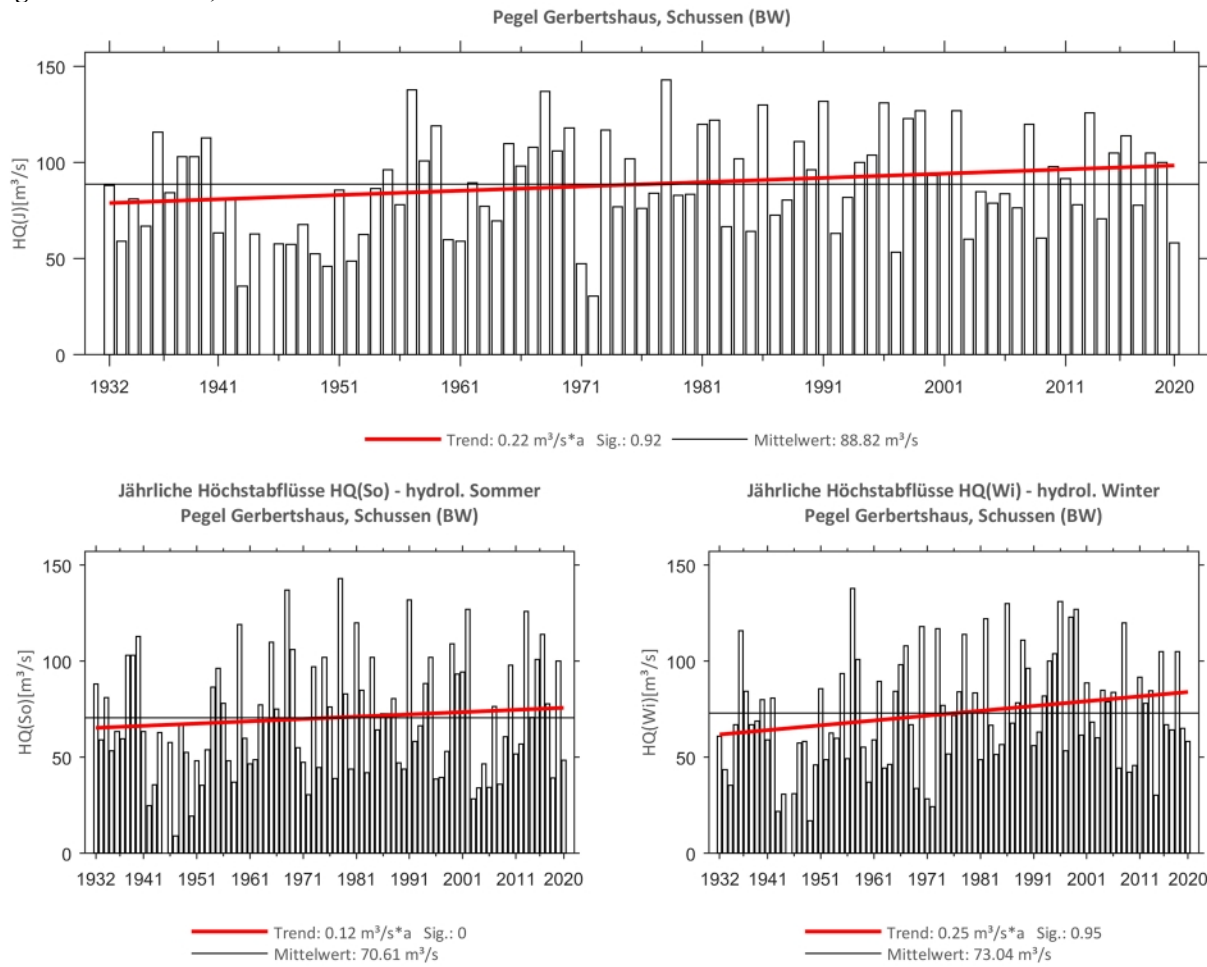 Pegel Gerbertshaus, Schussen (BW)
HQ(J)[m³/s]
150
100
50
0
1932 1941 1951 1961 1971 1981 1991 2001 2011 2020
Trend: 0.22 m³/s*a Sig.: 0.92 Mittelwert: 88.82 m³/s
Jährliche Höchstabflüsse HQ(So) - hydrol. Sommer
Pegel Gerbertshaus, Schussen (BW)
HQ(So)[m³/s]
150
100
50
0
1932 1941 1951 1961 1971 1981 1991 2001 2011 2020
Trend: 0.12 m³/s*a Sig.: 0
Mittelwert: 70.61 m³/s
Jährliche Höchstabflüsse HQ(Wi) - hydrol. Winter
Pegel Gerbertshaus, Schussen (BW)
HQ(Wi)[m³/s]
150
100
50
0
1932 1941 1951 1961 1971 1981 1991 2001 2011 2020
Trend: 0.25 m³/s*a Sig.: 0.95
Mittelwert: 73.04 m³/s